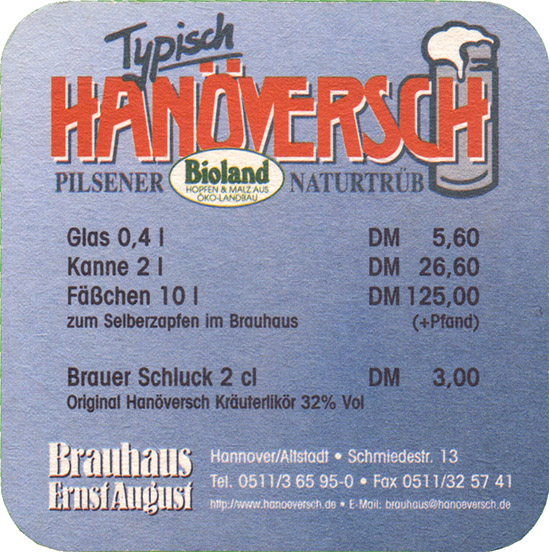 Typisch
HANÖVERSCH
PILSENER Bioland NATURTRÜB
HOPFEN & MALZ AUS
ÖKO-LANDBAU
Glas 0,4 l DM 5,60
Kanne 2 l DM 26,60
Fäßchen 10 l DM 125,00
zum Selberzapfen im Brauhaus (+Pfand)
Brauer Schluck 2 cl DM 3,00
Original Hanöversch Kräuterlikör 32% Vol
Brauhaus
Ernst August
Hannover/Altstadt • Schmiedestr. 13
Tel. 0511/3 65 95-0 • Fax 0511/32 57 41
http://www.hanoeversch.de • E-Mail: brauhaus@hanoeversch.de